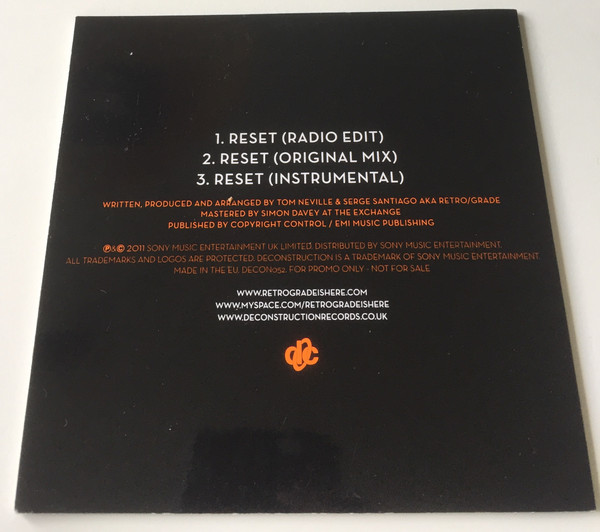 1. RESET (RADIO EDIT)
2. RESET (ORIGINAL MIX)
3. RESET (INSTRUMENTAL)
WRITTEN, PRODUCED AND ARRANGED BY TOM NEVILLE & SERGE SANTIAGO AKA RETRO/GRADE
MASTERED BY SIMON DAVEY AT THE EXCHANGE
PUBLISHED BY COPYRIGHT CONTROL / EMI MUSIC PUBLISHING
℗&© 2011 SONY MUSIC ENTERTAINMENT UK LIMITED. DISTRIBUTED BY SONY MUSIC ENTERTAINMENT.
ALL TRADEMARKS AND LOGOS ARE PROTECTED. DECONSTRUCTION IS A TRADEMARK OF SONY MUSIC ENTERTAINMENT.
MADE IN THE EU. DECON052. FOR PROMO ONLY - NOT FOR SALE
WWW.RETROGRADEISHERE.COM
WWW.MYSPACE.COM/RETROGRADEISHERE
WWW.DECONSTRUCTIONRECORDS.CO.UK